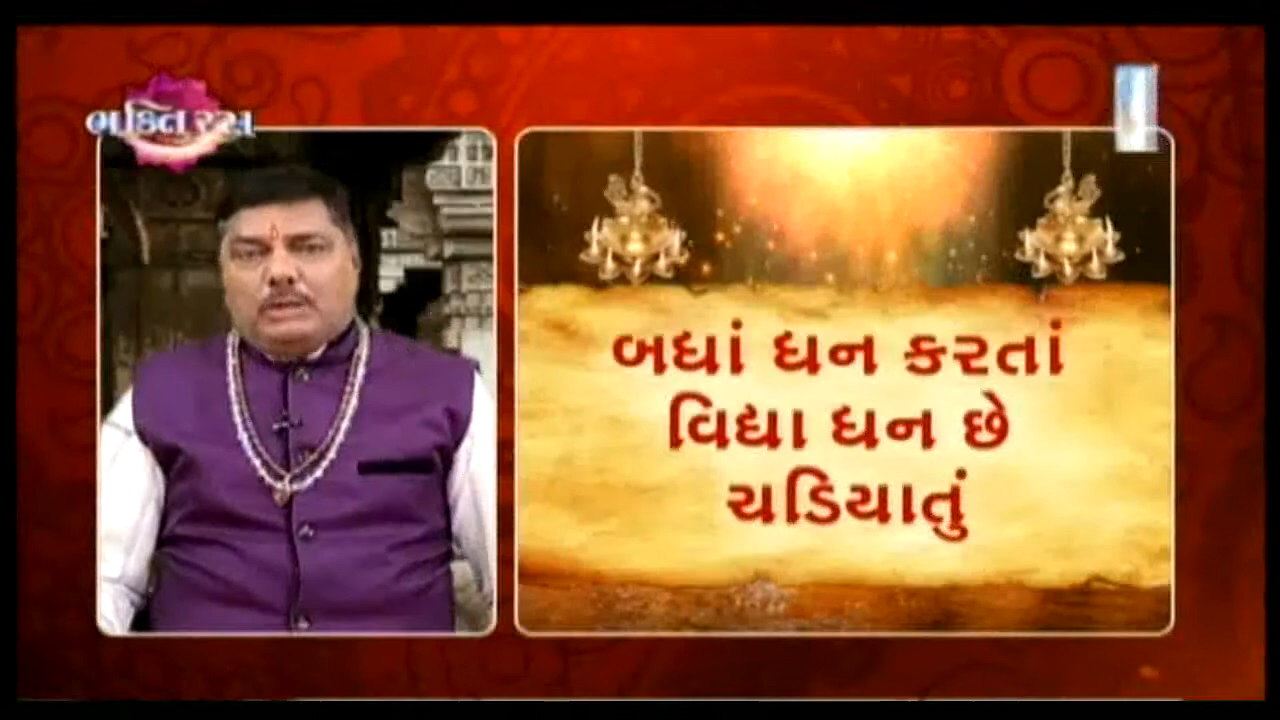 ભક્તિ રસ
બધાં ધન કરતાં
વિદ્યા ધન છે
ચડિયાતું